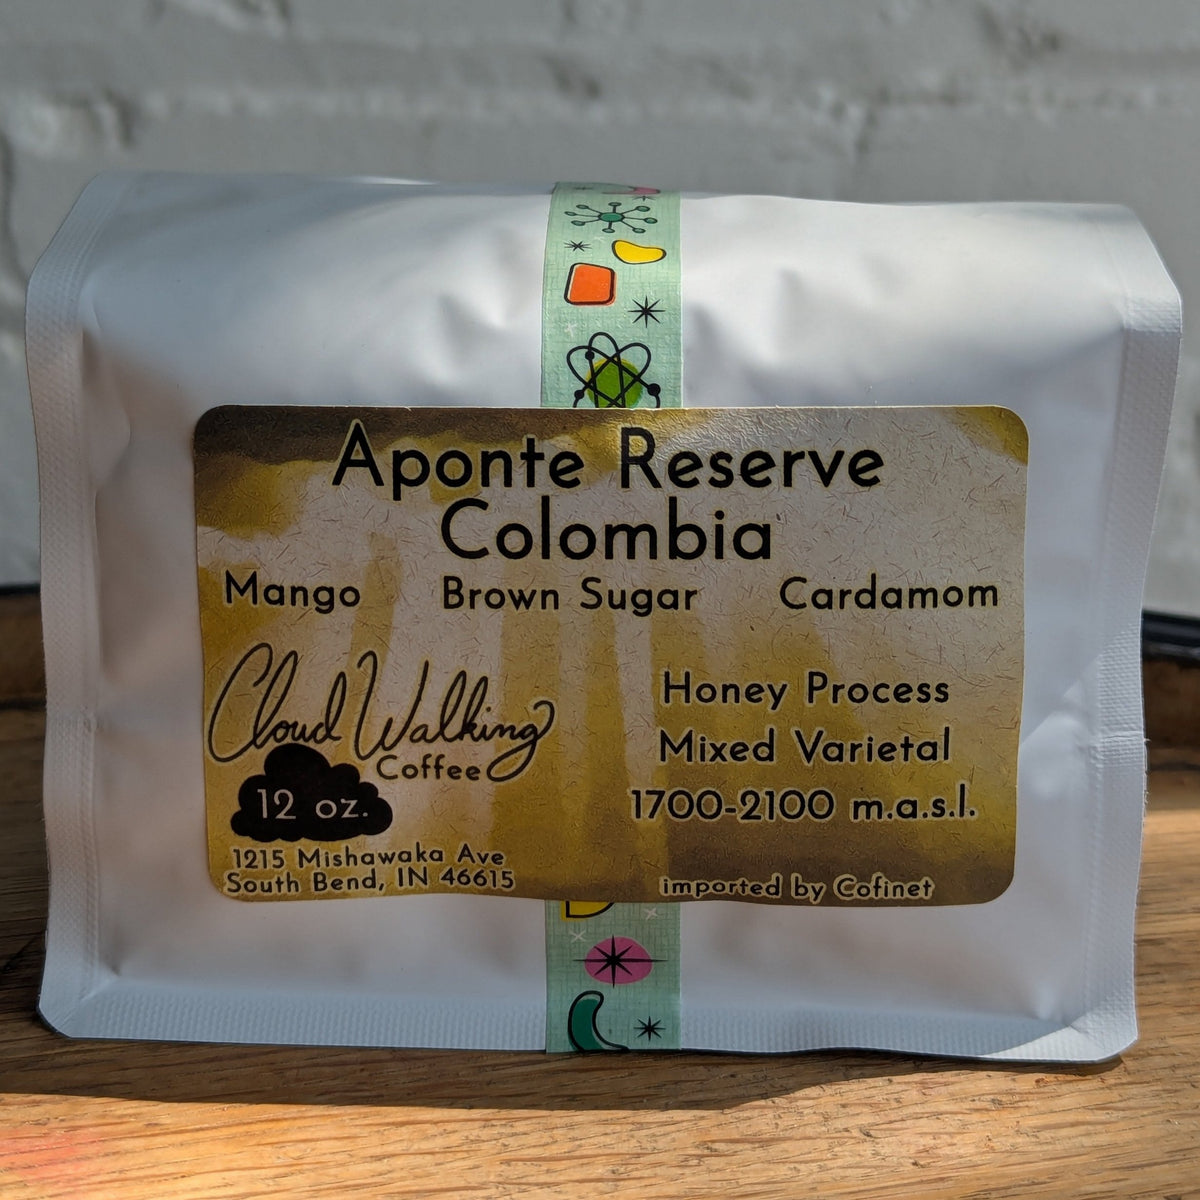 Aponte Reserve
Colombia
Mango Brown Sugar Cardamom
Cloud Walking
Coffee
12 oz.
1215 Mishawaka Ave
South Bend, IN 46615
Honey Process
Mixed Varietal
1700-2100 m.a.s.l.
imported by Cofinet